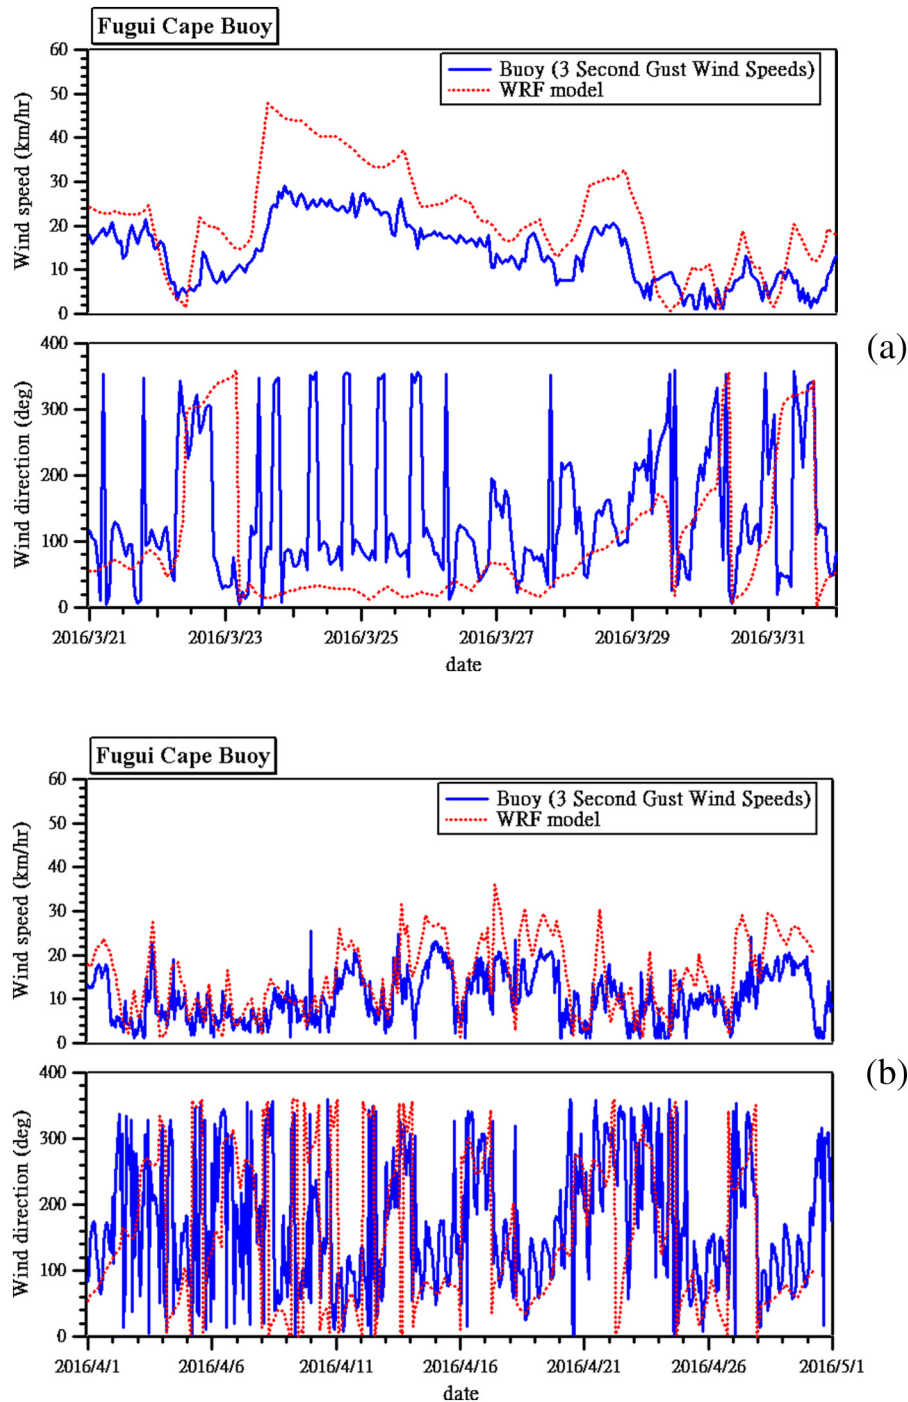 Fugui Cape Buoy
60
50
40
30
20
10
0
Wind speed (km/hr)
Buoy (3 Second Gust Wind Speeds)
WRF model
400
300
200
100
0
Wind direction (deg)
2016/3/21 2016/3/23 2016/3/25 2016/3/27 2016/3/29 2016/3/31
date
(a)
Fugui Cape Buoy
60
50
40
30
20
10
0
Wind speed (km/hr)
Buoy (3 Second Gust Wind Speeds)
WRF model
400
300
200
100
0
Wind direction (deg)
2016/4/1 2016/4/6 2016/4/11 2016/4/16 2016/4/21 2016/4/26 2016/5/1
date
(b)